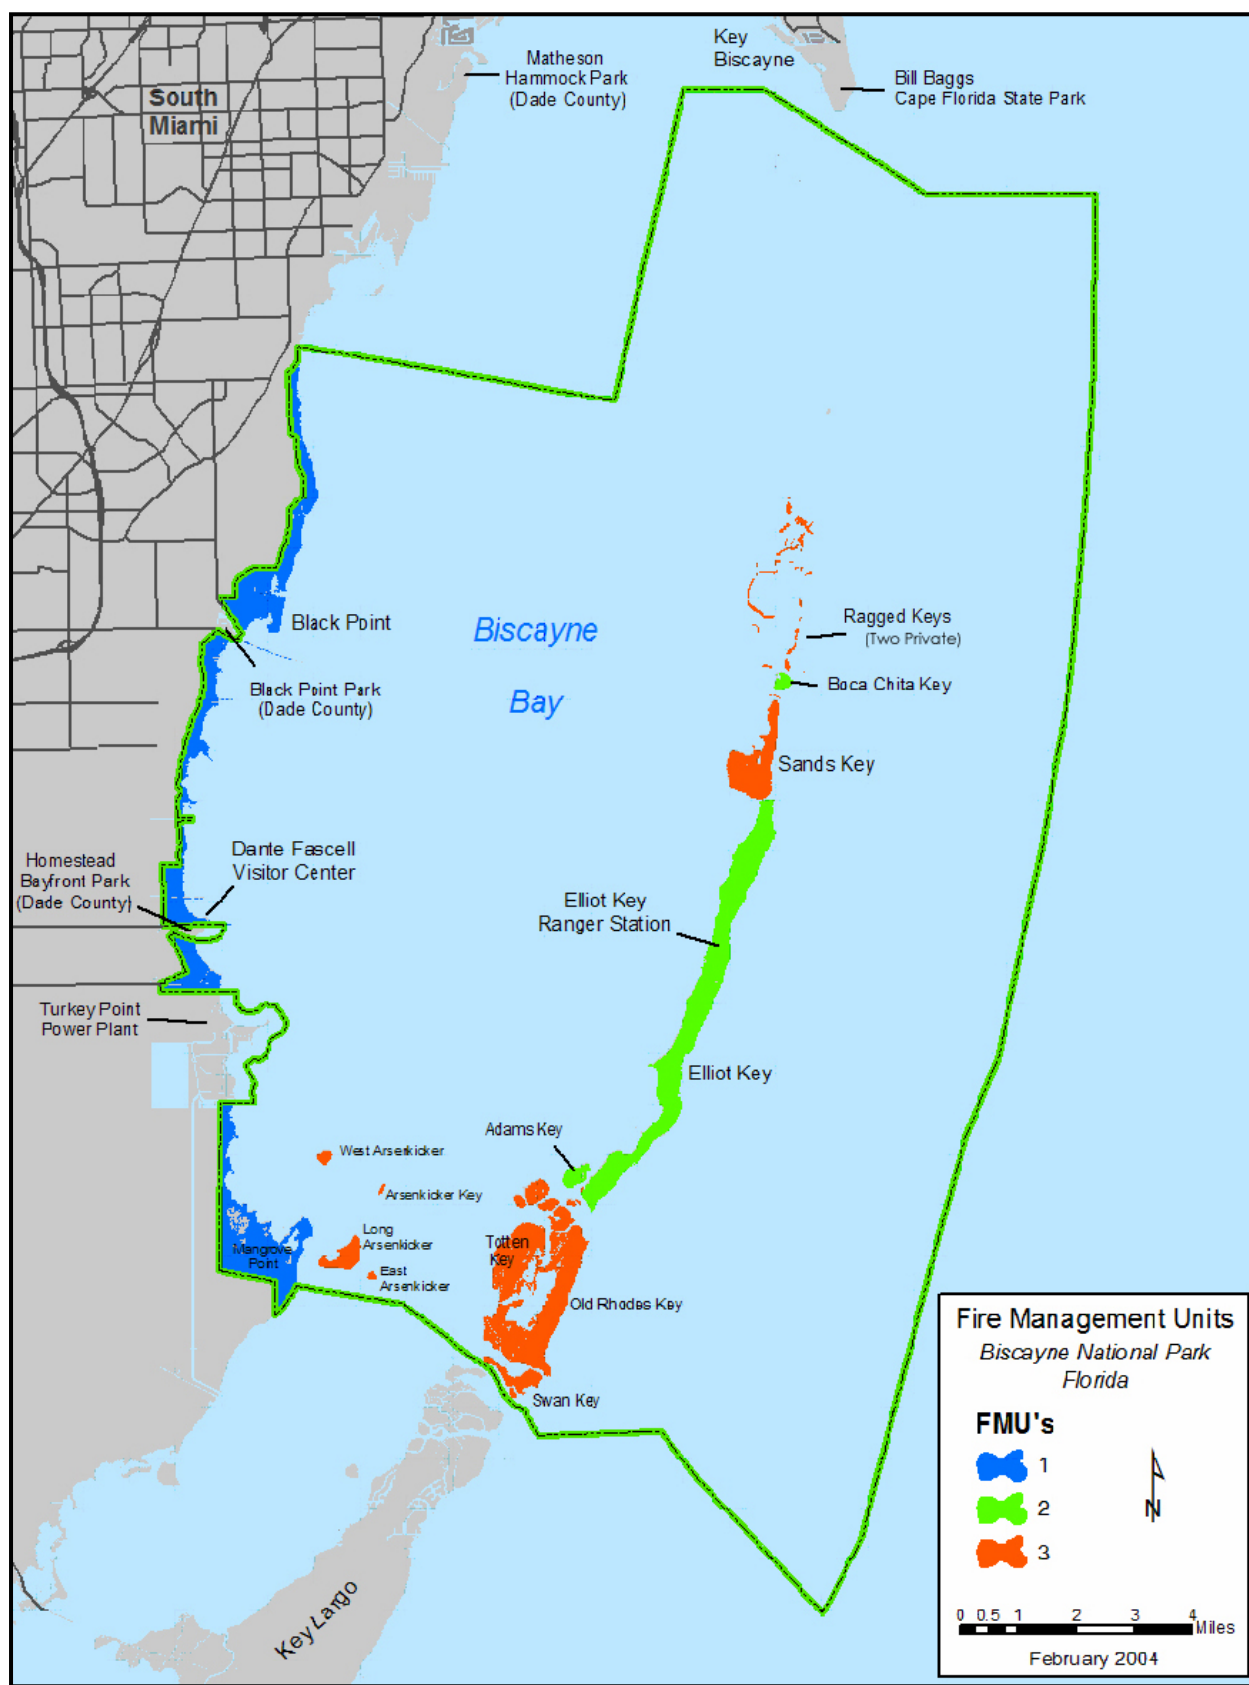 Key
Biscayne
Matheson
Hammock Park
(Dade County)
Bill Baggs
Cape Florida State Park
South
Miami
Ragged Keys
(Two Private)
Black Point
Biscayne
Bay
Black Point Park
(Dade County)
Boca Chita Key
Sands Key
Dante Fascell
Visitor Center
Homestead
Bayfront Park
(Dade County)
Elliot Key
Ranger Station
Turkey Point
Power Plant
Elliot Key
Adams Key
West Arsenkicker
Arsenkicker Key
Long
Arsenkicker
Totten
Key
Mangrove
Point
East
Arsenkicker
Old Rhodes Key
Swan Key
Key Largo
Fire Management Units
Biscayne National Park
Florida
FMU's
1
2
3
N
0 0.5 1 2 3 4
Miles
February 2004